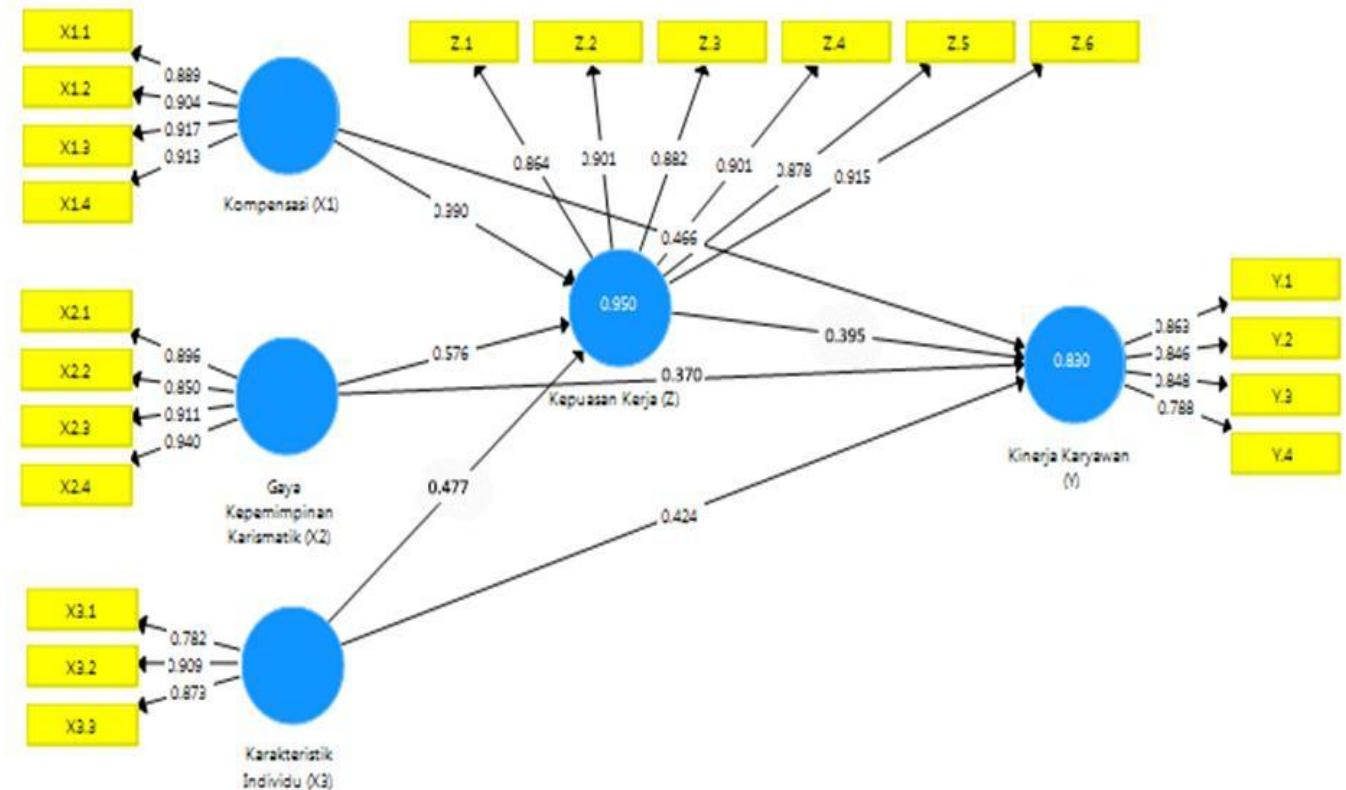 X1.1
X1.2
X1.3
X1.4
0.889
0.904
0.917
0.913
Kompensasi (X1)
Z.1
Z.2
Z.3
Z.4
Z.5
Z.6
0.864
0.901
0.882
0.901
0.878
0.915
0.390
0.466
X2.1
X2.2
X2.3
X2.4
0.896
0.850
0.911
0.940
Gaya
Kepemimpinan
Karismatik (X2)
0.576
0.950
Kepuasan Kerja (Z)
0.395
0.370
0.477
0.424
0.830
Kinerja Karyawan
(Y)
0.863
0.846
0.848
0.788
Y.1
Y.2
Y.3
Y.4
X3.1
X3.2
X3.3
0.782
0.909
0.873
Karakteristik
Individu (X3)